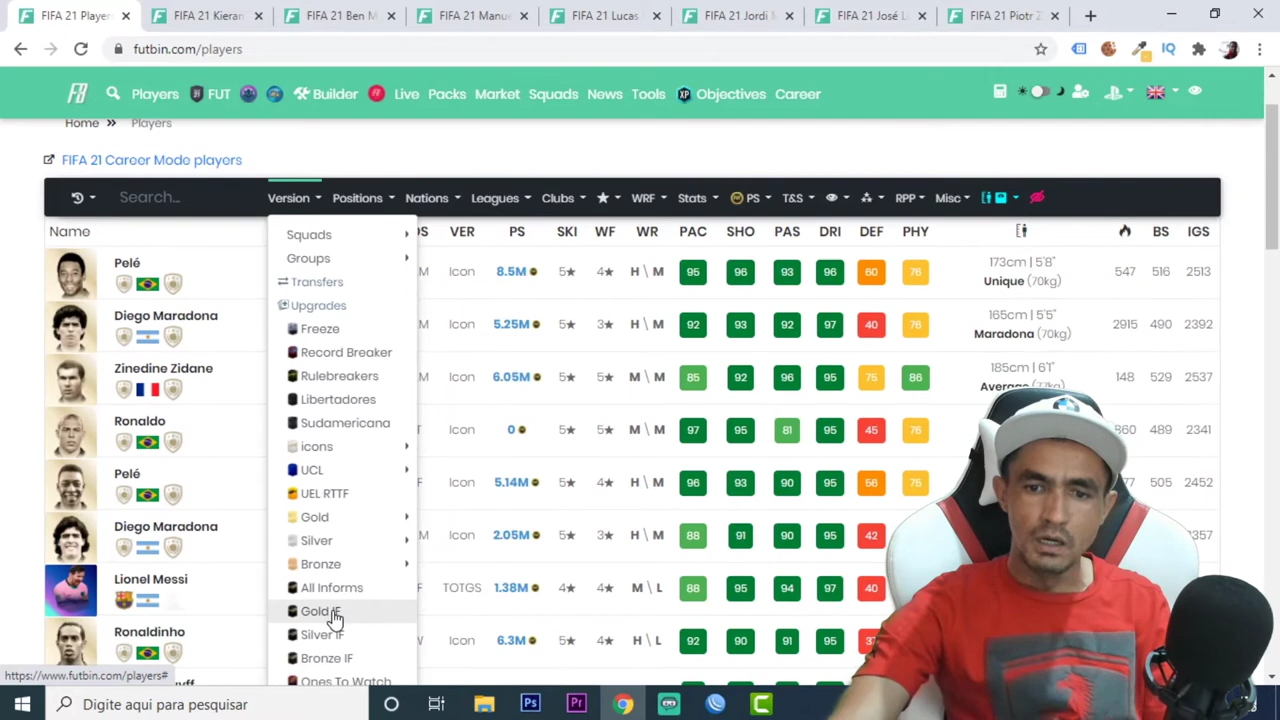 FIFA 21 Players
FIFA 21 Kieran
FIFA 21 Ben M
FIFA 21 Manue
FIFA 21 Lucas
FIFA 21 Jordi M
FIFA 21 José L
FIFA 21 Piotr Z
futbin.com/players
IQ
F8 Players FUT Builder Live Packs Market Squads News Tools XP Objectives Career
Home » Players
FIFA 21 Career Mode players
Search... Version Positions Nations Leagues Clubs WRF Stats PS T&S RPP Misc
Name VER PS SKI WF WR PAC SHO PAS DRI DEF PHY BS IGS
Squads
Groups
Transfers
Upgrades
Freeze
Record Breaker
Rulebreakers
Libertadores
Sudamericana
icons
UCL
UEL RTTF
Gold
Silver
Bronze
All Informs
Gold IF
Silver IF
Bronze IF
Ones To Watch
Pelé M Icon 8.5M 5★ 4★ H \ M 95 96 93 96 60 76 173cm | 5'8" Unique (70kg) 547 516 2513
Diego Maradona M Icon 5.25M 5★ 3★ H \ M 92 93 92 97 40 76 165cm | 5'5" Maradona (70kg) 2915 490 2392
Zinedine Zidane M Icon 6.05M 5★ 5★ M \ M 85 92 96 95 75 86 185cm | 6'1" 148 529 2537
Ronaldo T Icon 0 5★ 5★ M \ M 97 95 81 95 45 76 860 489 2341
Pelé F Icon 5.14M 5★ 4★ H \ M 96 93 90 95 56 75 505 2452
Diego Maradona Icon 2.05M 5★ 3★ H \ M 88 91 90 95 42
Lionel Messi F TOTGS 1.38M 4★ 4★ M \ L 88 95 94 97 40
Ronaldinho W Icon 6.3M 5★ 4★ H \ L 92 90 91 95
https://www.futbin.com/players#
Digite aqui para pesquisar
Ps
Pr